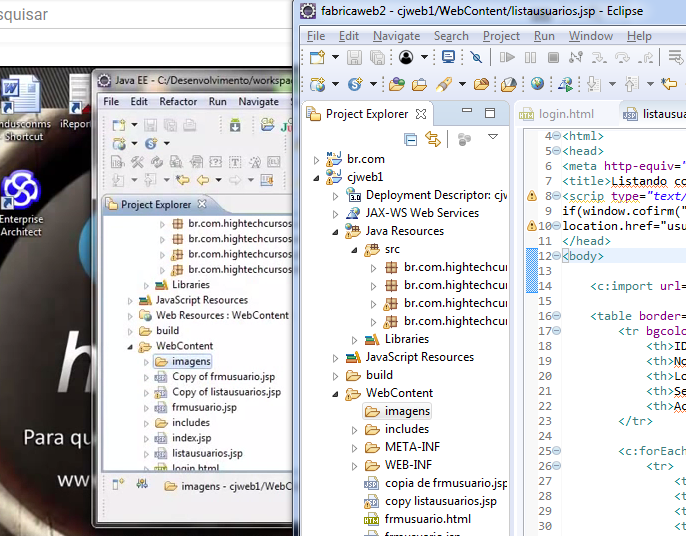 squisar
ndusconms
Shortcut
iRepor
Enterprise
Architect
Para qu
www
Java EE - C:/Desenvolvimento/workspac
File Edit Refactor Run Navigate
Project Explorer
br.com.hightechcursos
br.com.hightechcursos
br.com.hightechcursos
br.com.hightechcursos
Libraries
JavaScript Resources
Web Resources : WebContent
build
WebContent
imagens
Copy of frmusuario.jsp
Copy of listausuarios.jsp
frmusuario.jsp
includes
index.jsp
listausuarios.jsp
login.html
imagens - cjweb1/WebC
fabricaweb2 - cjweb1/WebContent/listausuarios.jsp - Eclipse
File Edit Navigate Search Project Run Window Help
Project Explorer
br.com
cjweb1
Deployment Descriptor: cjw
JAX-WS Web Services
Java Resources
src
br.com.hightechcurs
br.com.hightechcurs
br.com.hightechcurs
br.com.hightechcurs
Libraries
JavaScript Resources
build
WebContent
imagens
includes
META-INF
WEB-INF
copia de frmusuario.jsp
copy listausuarios.jsp
frmusuario.html
frmusuario.jsp
login.html
listausua
4 <html>
5 <head>
6 <meta http-equiv="
7 <title>Listando co
8 <scrip type="text/
9 if(window.cofirm("
10 location.href="usu
11 </head>
12 <body>
13
14 <c:import url=
15
16 <table border=
17 <tr bgcolo
18 <th>ID
19 <th>No
20 <th>Lo
21 <th>Se
22 <th>Ac
23 </tr>
24
25 <c:forEach
26 <tr>
27 <t
28 <t
29 <t
30 <t